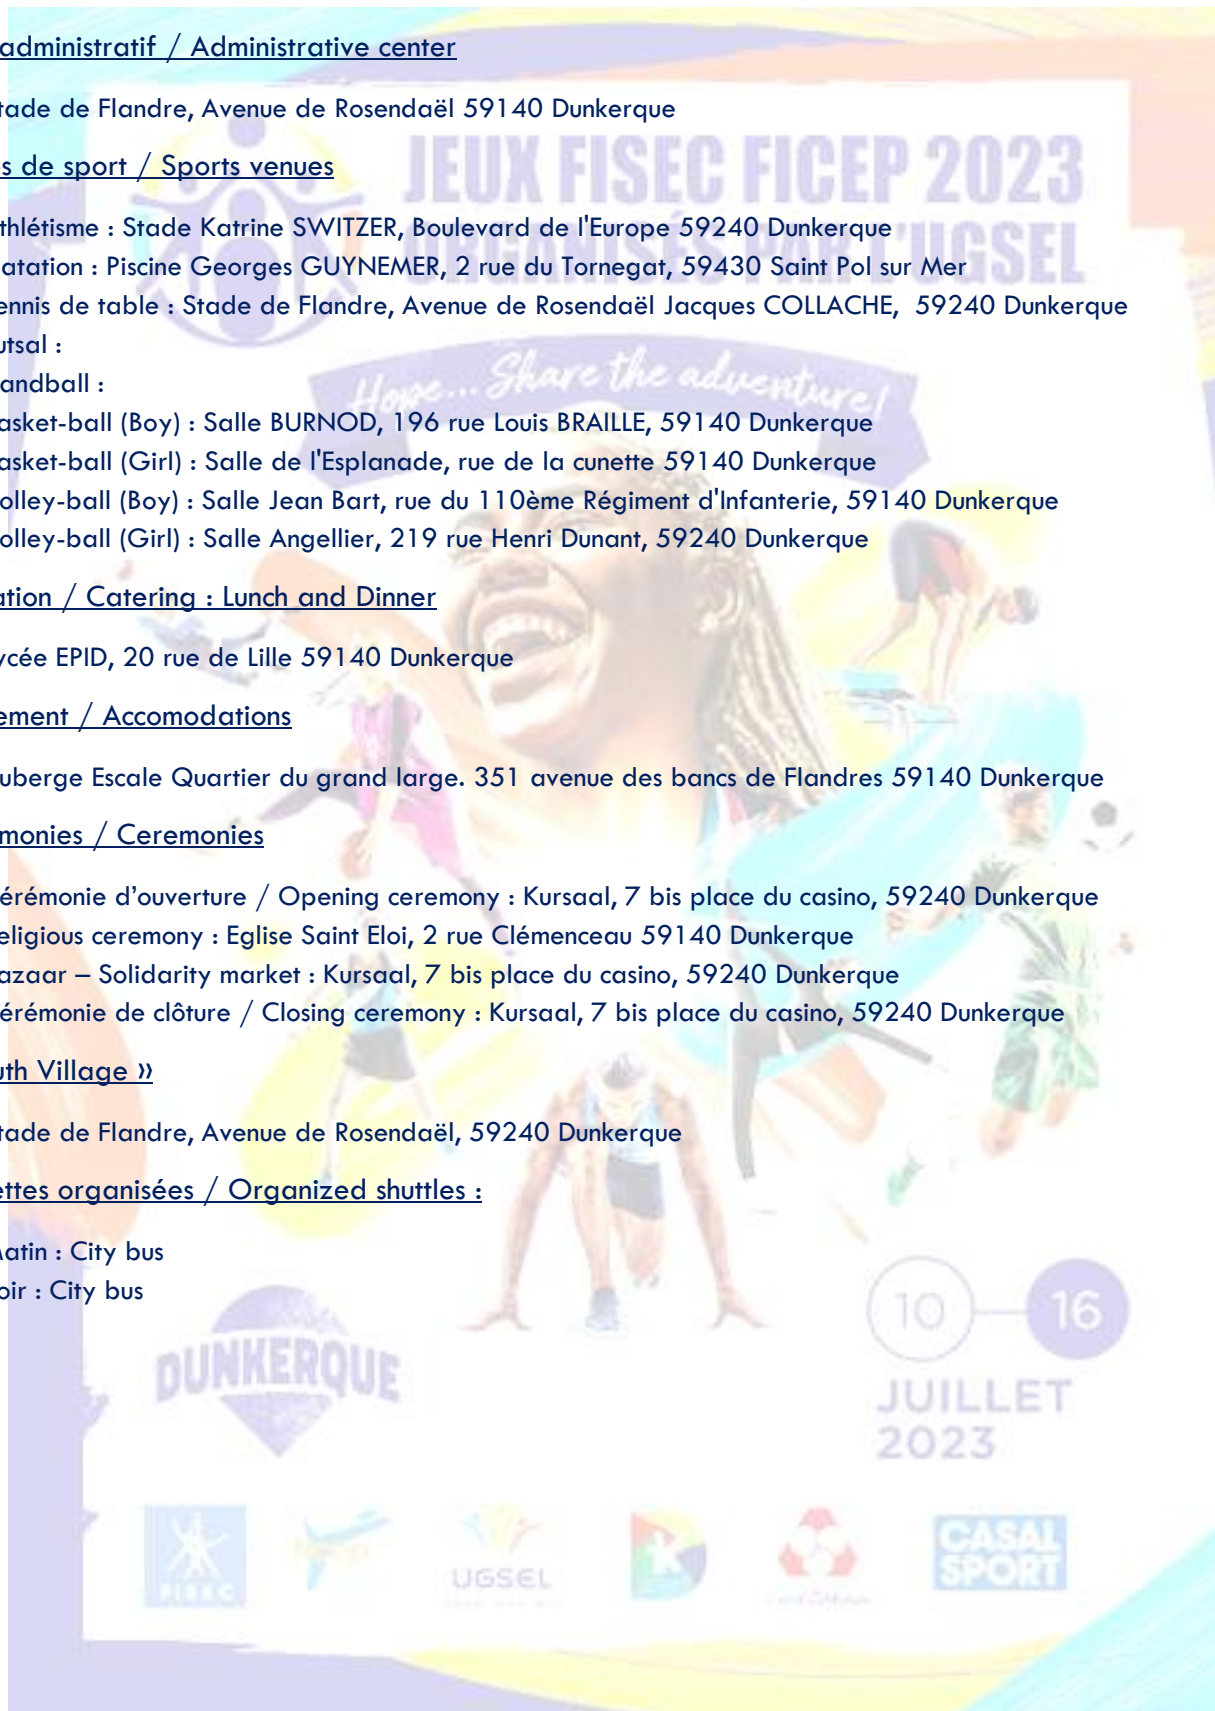 administratif / Administrative center
tade de Flandre, Avenue de Rosendaël 59140 Dunkerque
JEUX FISEC FICEP 2023
s de sport / Sports venues
thlétisme : Stade Katrine SWITZER, Boulevard de l'Europe 59240 Dunkerque
ORGANISÉS PAR L'UGSEL
atation : Piscine Georges GUYNEMER, 2 rue du Tornegat, 59430 Saint Pol sur Mer
ennis de table : Stade de Flandre, Avenue de Rosendaël Jacques COLLACHE, 59240 Dunkerque
utsal :
andball :
Hope... Share the adventure!
asket-ball (Boy) : Salle BURNOD, 196 rue Louis BRAILLE, 59140 Dunkerque
asket-ball (Girl) : Salle de l'Esplanade, rue de la cunette 59140 Dunkerque
olley-ball (Boy) : Salle Jean Bart, rue du 110ème Régiment d'Infanterie, 59140 Dunkerque
olley-ball (Girl) : Salle Angellier, 219 rue Henri Dunant, 59240 Dunkerque
ation / Catering : Lunch and Dinner
ycée EPID, 20 rue de Lille 59140 Dunkerque
ement / Accomodations
uberge Escale Quartier du grand large. 351 avenue des bancs de Flandres 59140 Dunkerque
monies / Ceremonies
érémonie d’ouverture / Opening ceremony : Kursaal, 7 bis place du casino, 59240 Dunkerque
eligious ceremony : Eglise Saint Eloi, 2 rue Clémenceau 59140 Dunkerque
azaar – Solidarity market : Kursaal, 7 bis place du casino, 59240 Dunkerque
érémonie de clôture / Closing ceremony : Kursaal, 7 bis place du casino, 59240 Dunkerque
uth Village »
tade de Flandre, Avenue de Rosendaël, 59240 Dunkerque
ettes organisées / Organized shuttles :
Matin : City bus
oir : City bus
10 16
DUNKERQUE
JUILLET
2023
FISEC
UGSEL
k
CASAL
SPORT